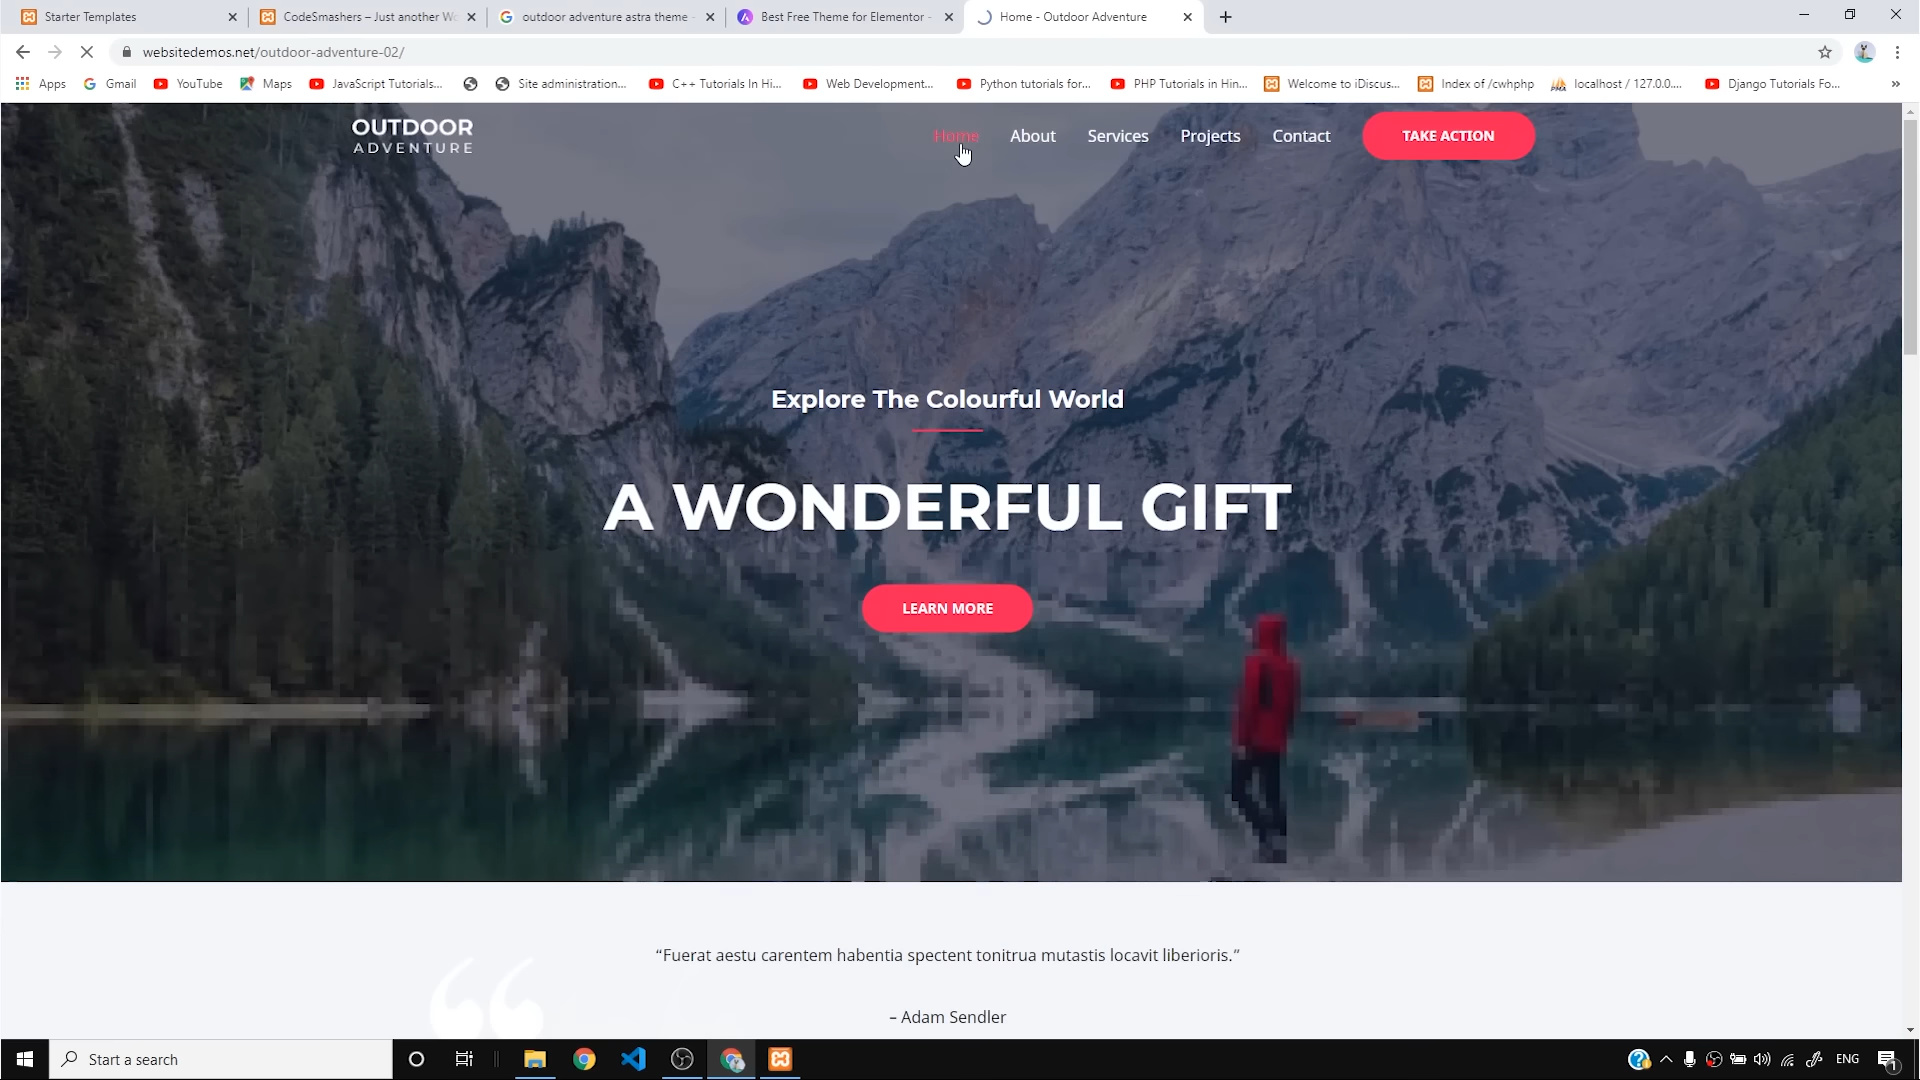 Starter Templates
CodeSmashers – Just another Wo
outdoor adventure astra theme -
Best Free Theme for Elementor -
Home - Outdoor Adventure
websitedemos.net/outdoor-adventure-02/
Apps
Gmail
YouTube
Maps
JavaScript Tutorials...
Site administration...
C++ Tutorials In Hi...
Web Development...
Python tutorials for...
PHP Tutorials in Hin...
Welcome to iDiscus...
Index of /cwhphp
localhost / 127.0.0....
Django Tutorials Fo...
»
OUTDOOR
ADVENTURE
Home
About
Services
Projects
Contact
TAKE ACTION
Explore The Colourful World
A WONDERFUL GIFT
LEARN MORE
“Fuerat aestu carentem habentia spectent tonitrua mutastis locavit liberioris.”
– Adam Sendler
Start a search
ENG
1